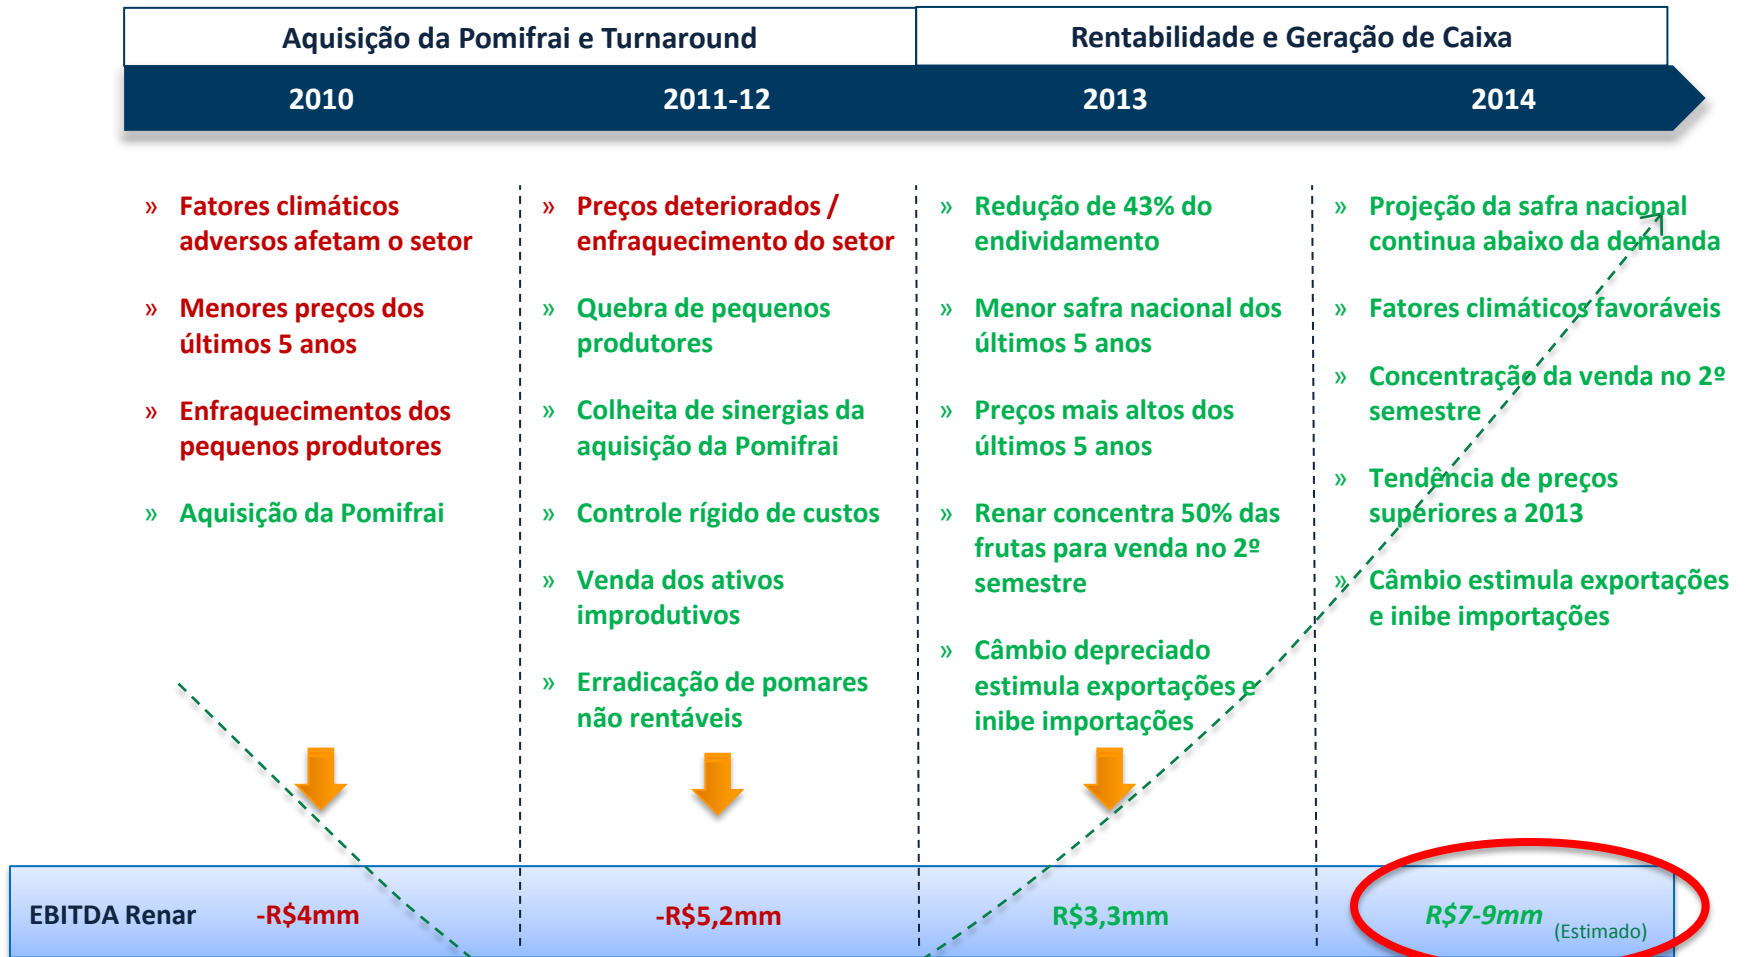 Aquisição da Pomifrai e Turnaround
Rentabilidade e Geração de Caixa
2010
2011-12
2013
2014
» Fatores climáticos
adversos afetam o setor
» Menores preços dos
últimos 5 anos
» Enfraquecimentos dos
pequenos produtores
» Aquisição da Pomifrai
» Preços deteriorados /
enfraquecimento do setor
» Quebra de pequenos
produtores
» Colheita de sinergias da
aquisição da Pomifrai
» Controle rígido de custos
» Venda dos ativos
improdutivos
» Erradicação de pomares
não rentáveis
» Redução de 43% do
endividamento
» Menor safra nacional dos
últimos 5 anos
» Preços mais altos dos
últimos 5 anos
» Renar concentra 50% das
frutas para venda no 2º
semestre
» Câmbio depreciado
estimula exportações e
inibe importações
» Projeção da safra nacional
continua abaixo da demanda
» Fatores climáticos favoráveis
» Concentração da venda no 2º
semestre
» Tendência de preços
superiores a 2013
» Câmbio estimula exportações
e inibe importações
EBITDA Renar
-R$4mm
-R$5,2mm
R$3,3mm
R$7-9mm (Estimado)